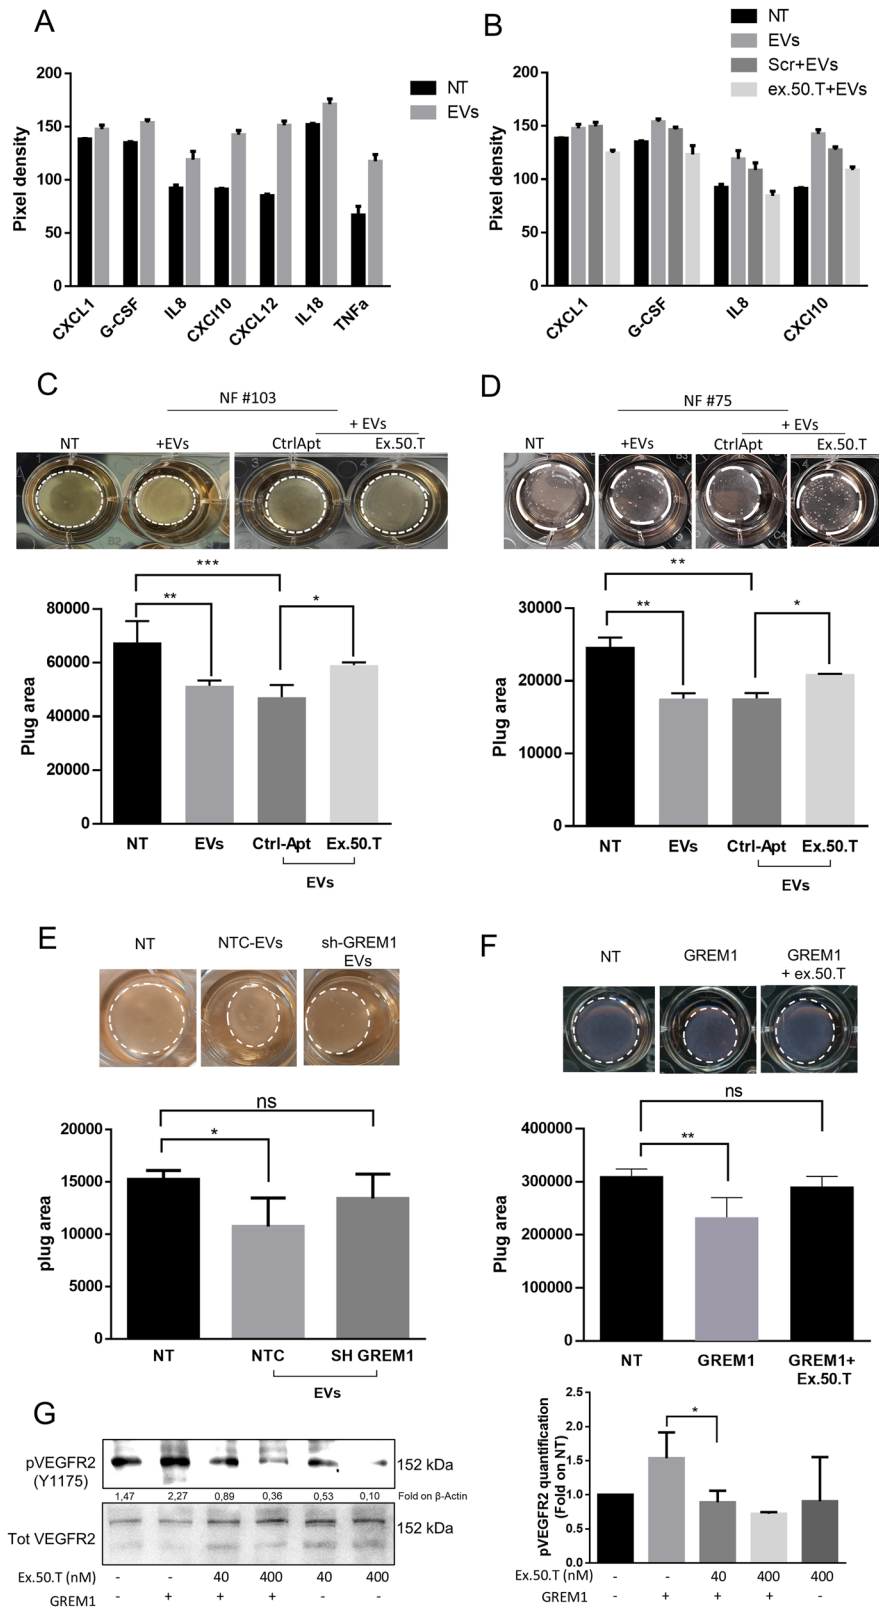 A
Pixel density
200
150
100
50
0
CXCL1
G-CSF
IL8
CXCl10
CXCL12
IL18
TNFa
NT
EVs
B
NT
EVs
Scr+EVs
ex.50.T+EVs
Pixel density
200
150
100
50
0
CXCL1
G-CSF
IL8
CXCl10
C
NF #103
+ EVs
NT
+EVs
CtrlApt
Ex.50.T
***
**
*
Plug area
80000
60000
40000
20000
0
NT
EVs
Ctrl-Apt
Ex.50.T
EVs
D
NF #75
+ EVs
NT
+EVs
CtrlApt
Ex.50.T
**
**
*
Plug area
30000
20000
10000
0
NT
EVs
Ctrl-Apt
Ex.50.T
EVs
E
NT
NTC-EVs
sh-GREM1
EVs
ns
*
plug area
20000
15000
10000
5000
0
NT
NTC
SH GREM1
EVs
F
NT
GREM1
GREM1
+ ex.50.T
ns
**
Plug area
400000
300000
200000
100000
0
NT
GREM1
GREM1+
Ex.50.T
G
pVEGFR2
(Y1175)
152 kDa
1,47 2,27 0,89 0,36 0,53 0,10 Fold on β-Actin
Tot VEGFR2
152 kDa
Ex.50.T (nM) - - 40 400 40 400
GREM1 - + + + - -
pVEGFR2 quantification
(Fold on NT)
2.5
2.0
1.5
1.0
0.5
0.0
*
Ex.50.T (nM) - - 40 400 400
GREM1 - + + + -